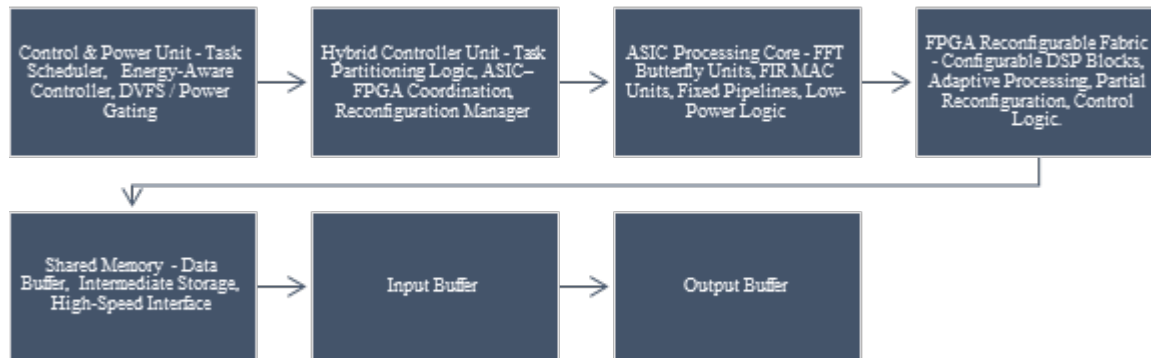 Control & Power Unit - Task
Scheduler, Energy-Aware
Controller, DVFS / Power
Gating
Hybrid Controller Unit - Task
Partitioning Logic, ASIC–
FPGA Coordination,
Reconfiguration Manager
ASIC Processing Core - FFT
Butterfly Units, FIR MAC
Units, Fixed Pipelines, Low-
Power Logic
FPGA Reconfigurable Fabric
- Configurable DSP Blocks,
Adaptive Processing, Partial
Reconfiguration, Control
Logic.
Shared Memory - Data
Buffer, Intermediate Storage,
High-Speed Interface
Input Buffer
Output Buffer